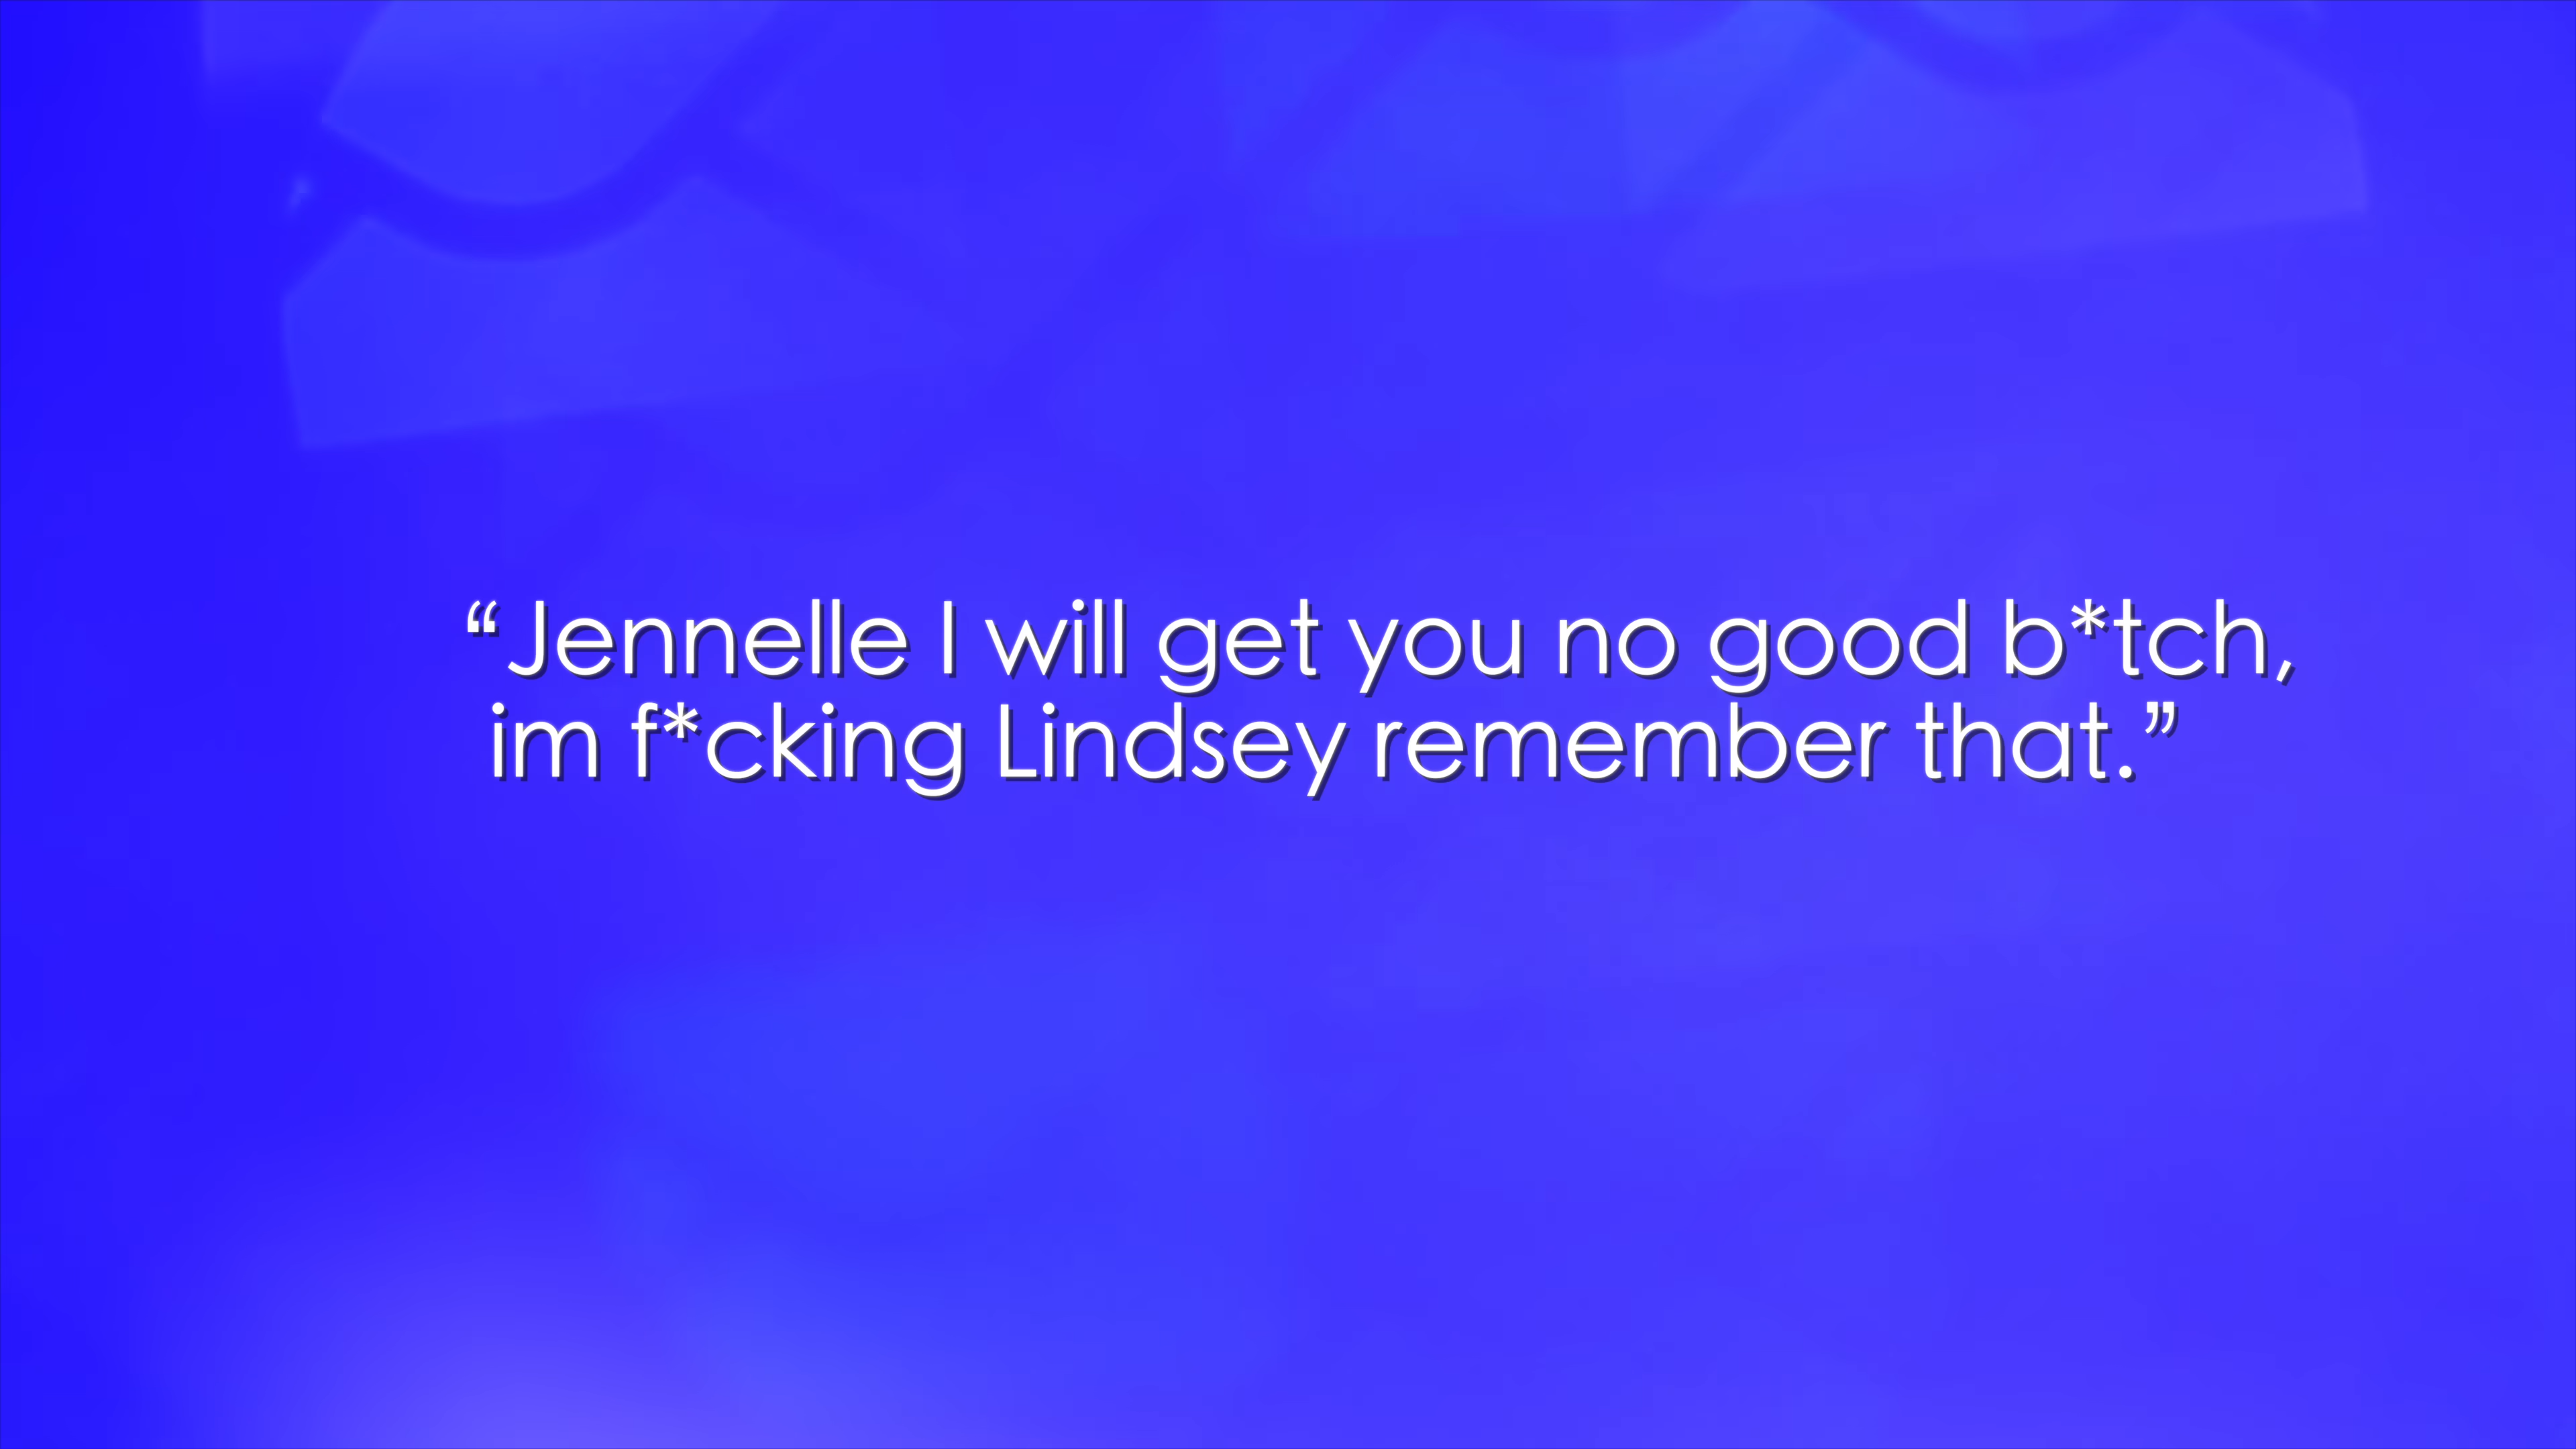 “Jennelle I will get you no good b*tch,
im f*cking Lindsey remember that.”